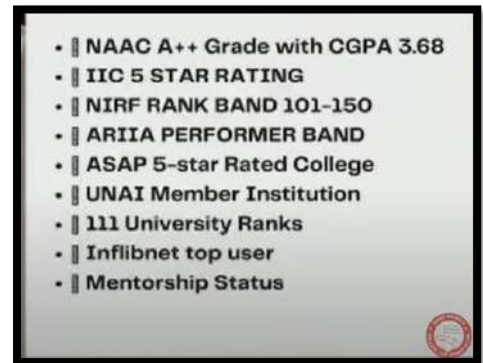 • NAAC A++ Grade with CGPA 3.68
• IIC 5 STAR RATING
• NIRF RANK BAND 101-150
• ARIIA PERFORMER BAND
• ASAP 5-star Rated College
• UNAI Member Institution
• 111 University Ranks
• Inflibnet top user
• Mentorship Status